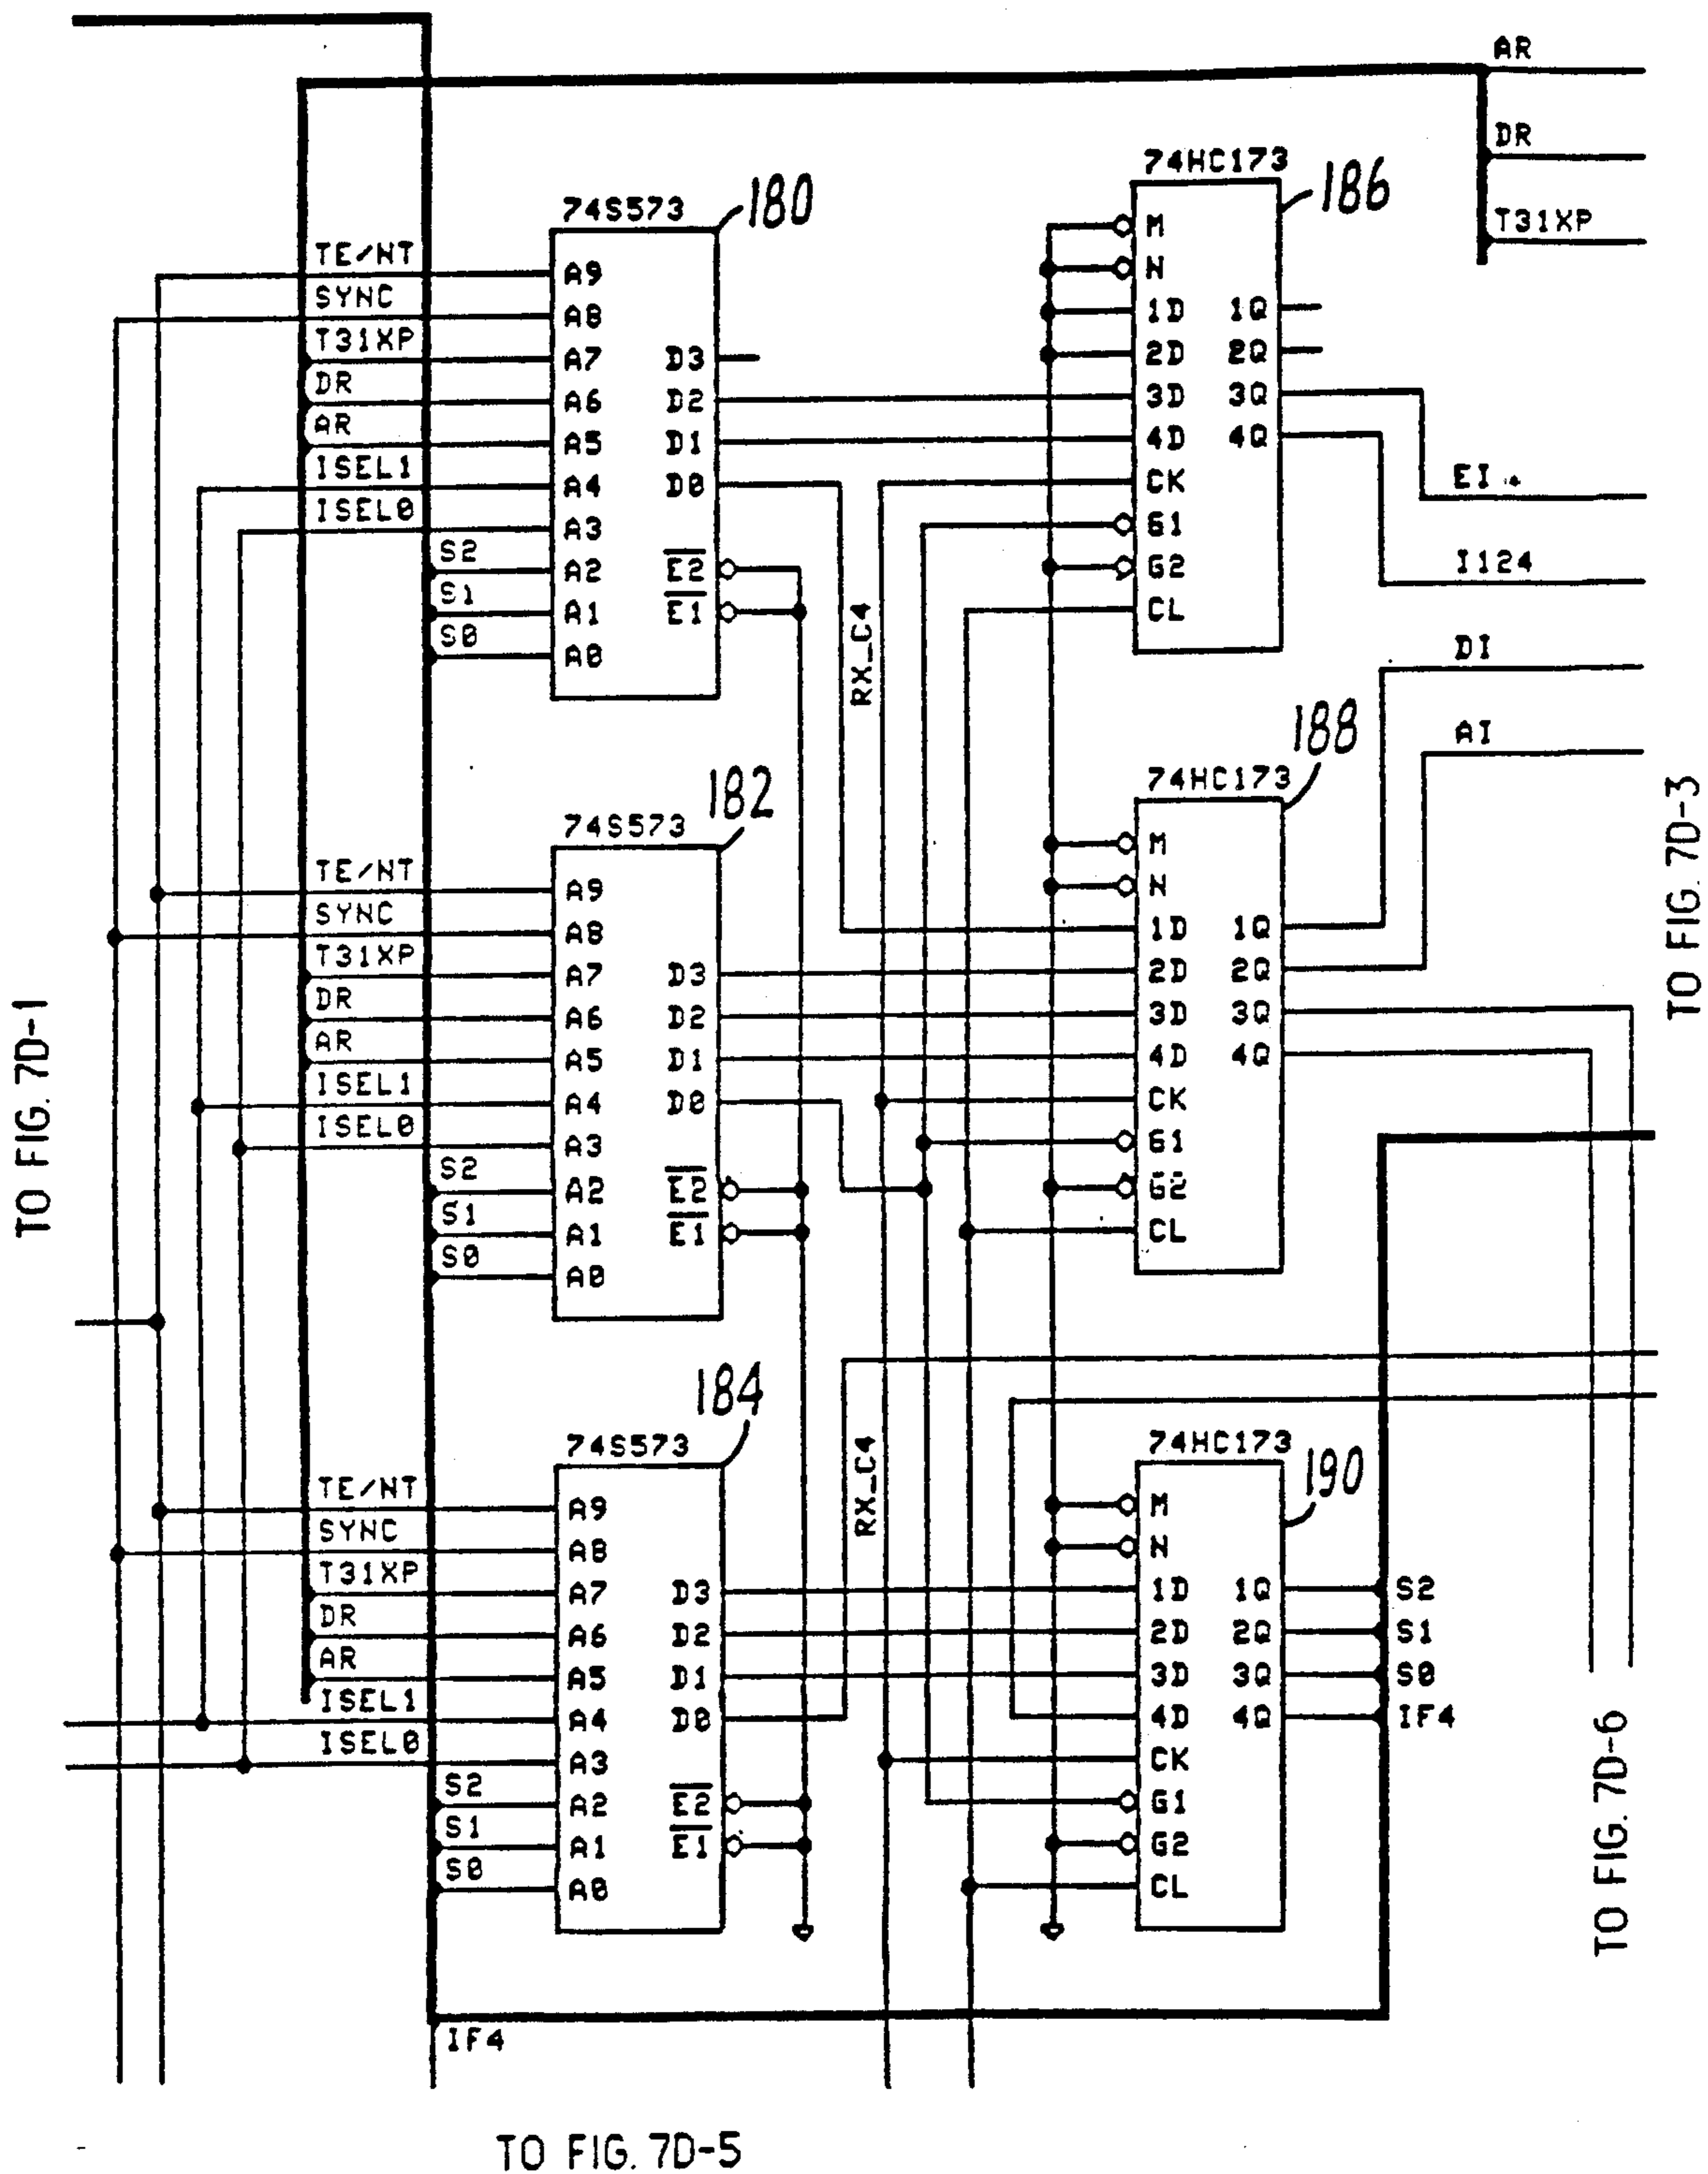 AR
DR
T31XP
74S573
180
TE/NT
SYNC
T31XP
DR
AR
ISEL1
ISEL0
S2
S1
S0
A9
A8
A7
A6
A5
A4
A3
A2
A1
A0
D3
D2
D1
D0
E2
E1
74HC173
186
M
N
1D
2D
3D
4D
CK
G1
G2
CL
1Q
2Q
3Q
4Q
EI
I124
DI
AI
RX_C4
74S573
182
TE/NT
SYNC
T31XP
DR
AR
ISEL1
ISEL0
S2
S1
S0
A9
A8
A7
A6
A5
A4
A3
A2
A1
A0
D3
D2
D1
D0
E2
E1
74HC173
188
M
N
1D
2D
3D
4D
CK
G1
G2
CL
1Q
2Q
3Q
4Q
TO FIG. 7D-1
TO FIG. 7D-3
74S573
184
TE/NT
SYNC
T31XP
DR
AR
ISEL1
ISEL0
S2
S1
S0
A9
A8
A7
A6
A5
A4
A3
A2
A1
A0
D3
D2
D1
D0
E2
E1
RX_C4
74HC173
190
M
N
1D
2D
3D
4D
CK
G1
G2
CL
1Q
2Q
3Q
4Q
S2
S1
S0
IF4
TO FIG. 7D-6
IF4
TO FIG. 7D-5